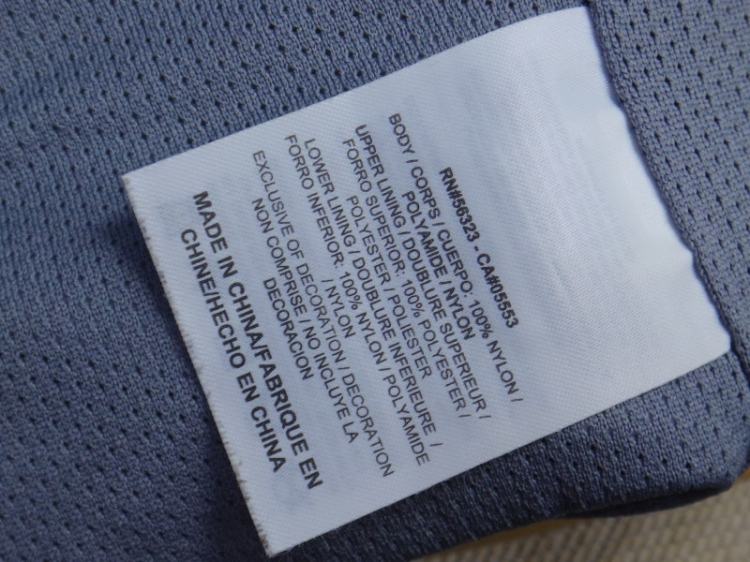 RN#56323 - CA#05553
BODY / CORPS / CUERPO: 100% NYLON /
POLYAMIDE / NYLON
UPPER LINING / DOUBLURE SUPERIEUR /
FORRO SUPERIOR: 100% POLYESTER /
POLYESTER / POLIESTER
LOWER LINING / DOUBLURE INFERIEURE /
FORRO INFERIOR: 100% NYLON / POLYAMIDE
/ NYLON
EXCLUSIVE OF DECORATION / DECORATION
NON COMPRISE / NO INCLUYE LA
DECORACION
MADE IN CHINA/FABRIQUE EN
CHINE/HECHO EN CHINA